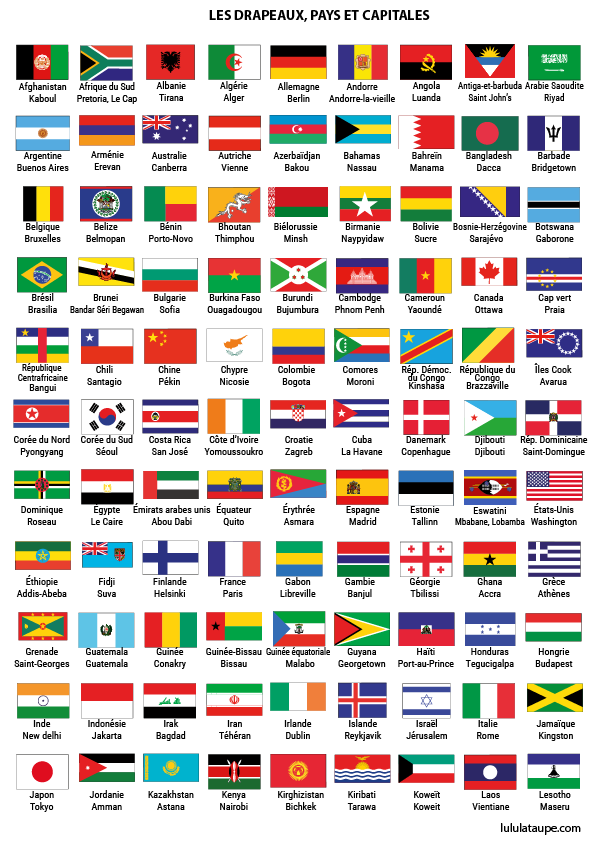 LES DRAPEAUX, PAYS ET CAPITALES
Afghanistan Afrique du Sud Albanie Algérie Allemagne Andorre Angola Antiga-et-barbuda Arabie Saoudite
Kaboul Pretoria, Le Cap Tirana Alger Berlin Andorre-la-vieille Luanda Saint John's Riyad
Argentine Arménie Australie Autriche Azerbaïdjan Bahamas Bahreïn Bangladesh Barbade
Buenos Aires Erevan Canberra Vienne Bakou Nassau Manama Dacca Bridgetown
Belgique Belize Bénin Bhoutan Biélorussie Birmanie Bolivie Bosnie-Herzégovine Botswana
Bruxelles Belmopan Porto-Novo Thimphou Minsh Naypyidaw Sucre Sarajévo Gaborone
Brésil Brunei Bulgarie Burkina Faso Burundi Cambodge Cameroun Canada Cap vert
Brasilia Bandar Séri Begawan Sofia Ouagadougou Bujumbura Phnom Penh Yaoundé Ottawa Praia
République Chili Chine Chypre Colombie Comores Rép. Démoc. République du Îles Cook
Centrafricaine Santagio Pékin Nicosie Bogota Moroni du Congo Congo Avarua
Bangui Kinshasa Brazzaville
Corée du Nord Corée du Sud Costa Rica Côte d'Ivoire Croatie Cuba Danemark Djibouti Rép. Dominicaine
Pyongyang Séoul San José Yomoussoukro Zagreb La Havane Copenhague Djibouti Saint-Domingue
Dominique Egypte Émirats arabes unis Équateur Érythrée Espagne Estonie Eswatini États-Unis
Roseau Le Caire Abou Dabi Quito Asmara Madrid Tallinn Mbabane, Lobamba Washington
Éthiopie Fidji Finlande France Gabon Gambie Géorgie Ghana Grèce
Addis-Abeba Suva Helsinki Paris Libreville Banjul Tbilissi Accra Athènes
Grenade Guatemala Guinée Guinée-Bissau Guinée équatoriale Guyana Haïti Honduras Hongrie
Saint-Georges Guatemala Conakry Bissau Malabo Georgetown Port-au-Prince Tegucigalpa Budapest
Inde Indonésie Irak Iran Irlande Islande Israël Italie Jamaïque
New delhi Jakarta Bagdad Téhéran Dublin Reykjavik Jérusalem Rome Kingston
Japon Jordanie Kazakhstan Kenya Kirghizistan Kiribati Koweït Laos Lesotho
Tokyo Amman Astana Nairobi Bichkek Tarawa Koweit Vientiane Maseru
lululataupe.com